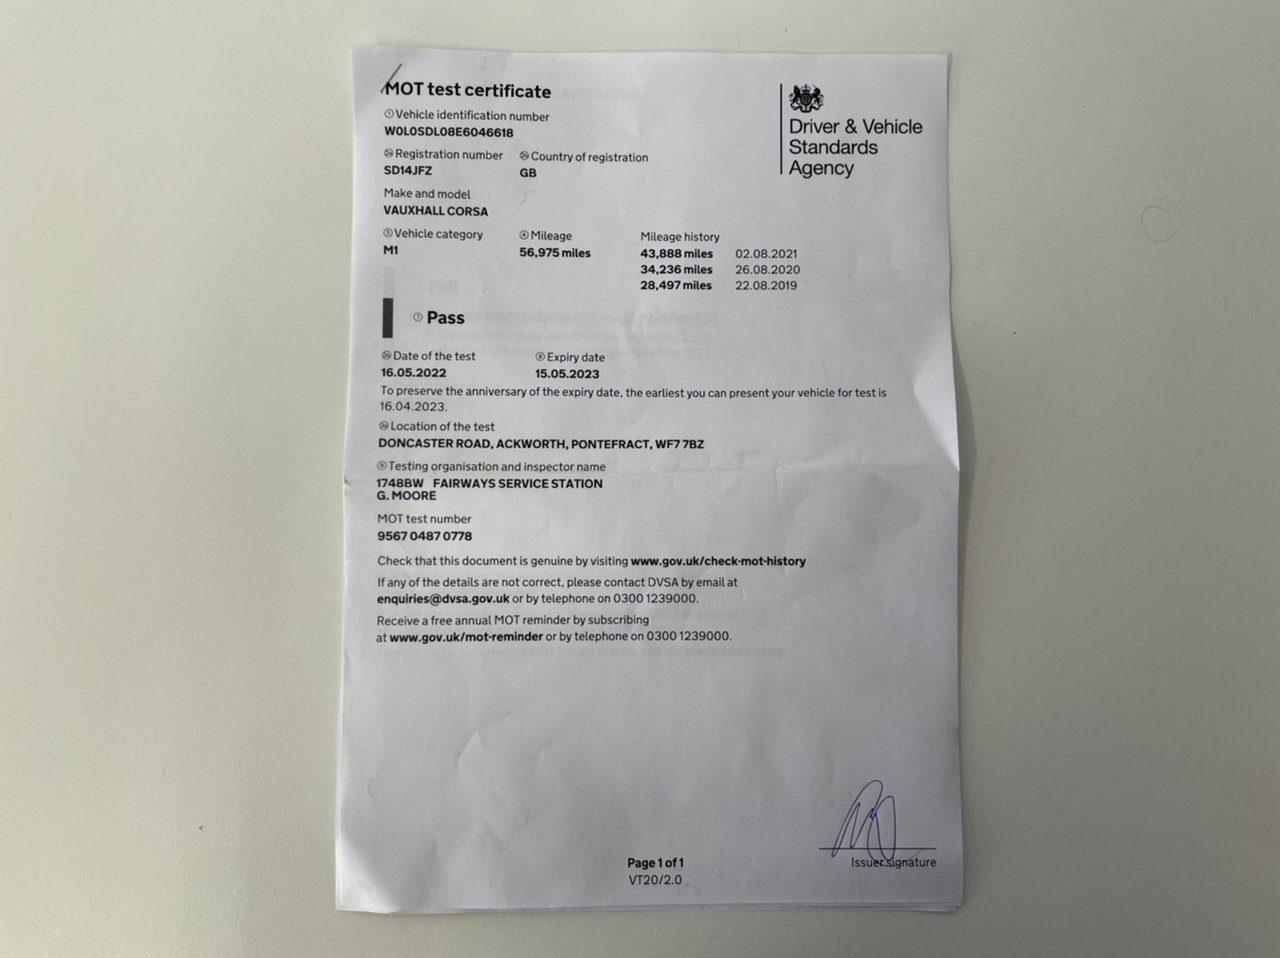 MOT test certificate
①Vehicle identification number
W0L0SDL08E6046618
Registration number
SD14JFZ
Country of registration
GB
Make and model
VAUXHALL CORSA
③Vehicle category
M1
④Mileage
56,975 miles
Mileage history
43,888 miles 02.08.2021
34,236 miles 26.08.2020
28,497 miles 22.08.2019
Driver & Vehicle
Standards
Agency
⑦ Pass
Date of the test
16.05.2022
⑧ Expiry date
15.05.2023
To preserve the anniversary of the expiry date, the earliest you can present your vehicle for test is
16.04.2023.
Location of the test
DONCASTER ROAD, ACKWORTH, PONTEFRACT, WF7 7BZ
⑨Testing organisation and inspector name
1748BW FAIRWAYS SERVICE STATION
G. MOORE
MOT test number
9567 0487 0778
Check that this document is genuine by visiting www.gov.uk/check-mot-history
If any of the details are not correct, please contact DVSA by email at
enquiries@dvsa.gov.uk or by telephone on 0300 1239000.
Receive a free annual MOT reminder by subscribing
at www.gov.uk/mot-reminder or by telephone on 0300 1239000.
Issuer signature
Page 1 of 1
VT20/2.0